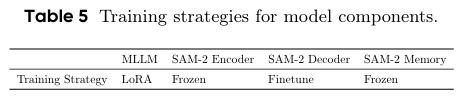 Table 5 Training strategies for model components.
MLLM SAM-2 Encoder SAM-2 Decoder SAM-2 Memory
Training Strategy LoRA Frozen Finetune Frozen